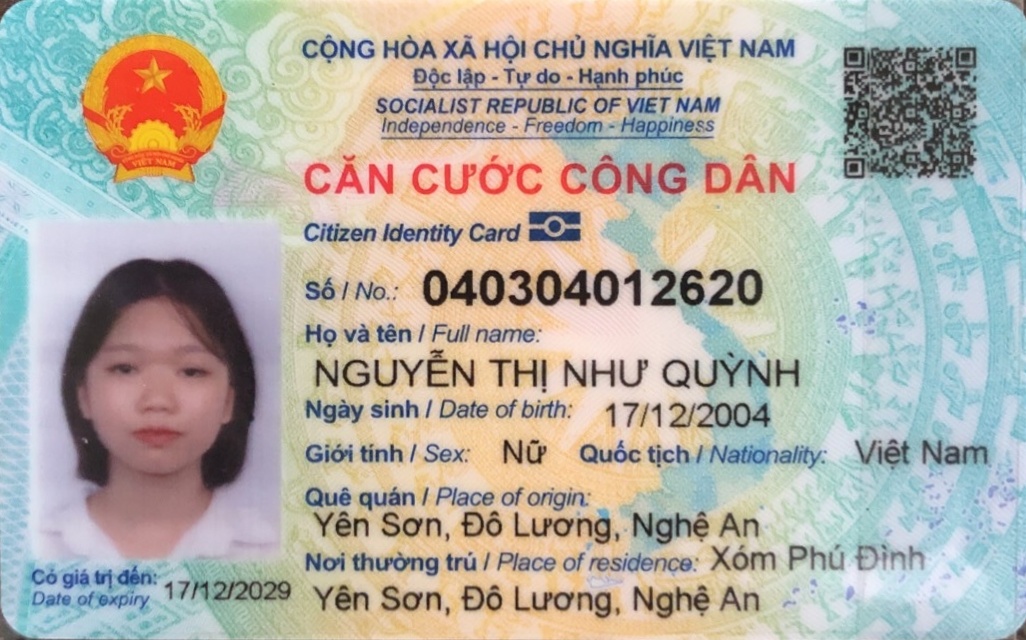 CỘNG HÒA XÃ HỘI CHỦ NGHĨA VIỆT NAM
Độc lập - Tự do - Hạnh phúc
SOCIALIST REPUBLIC OF VIET NAM
Independence - Freedom - Happiness
CĂN CƯỚC CÔNG DÂN
Citizen Identity Card
Số / No.: 040304012620
Họ và tên / Full name:
NGUYỄN THỊ NHƯ QUỲNH
Ngày sinh / Date of birth: 17/12/2004
Giới tính / Sex: Nữ Quốc tịch / Nationality: Việt Nam
Quê quán / Place of origin:
Yên Sơn, Đô Lương, Nghệ An
Nơi thường trú / Place of residence: Xóm Phú Đình
Yên Sơn, Đô Lương, Nghệ An
Có giá trị đến: 17/12/2029
Date of expiry
VIỆT NAM